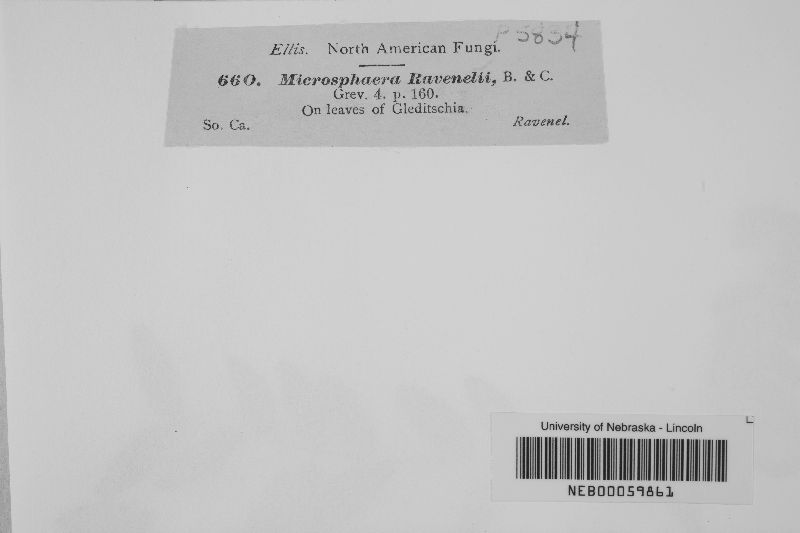 P 5854
Ellis. North American Fungi.
660. Microsphaera Ravenelii, B. & C.
Grev. 4. p. 160.
On leaves of Gleditschia.
So. Ca. Ravenel.
University of Nebraska - Lincoln
NEB00059861